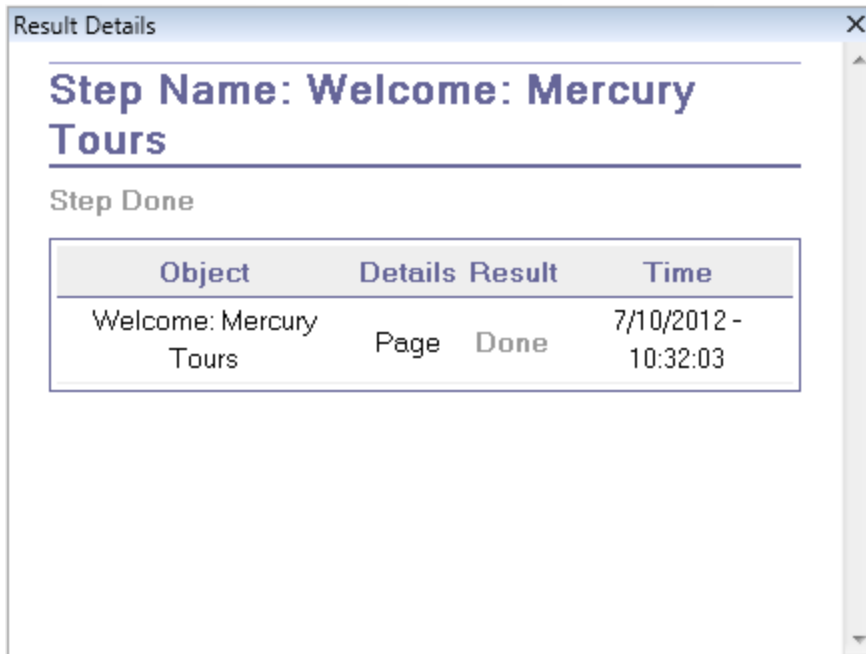 Result Details
Step Name: Welcome: Mercury
Tours
Step Done
Object Details Result Time
Welcome: Mercury
Tours
Page
Done
7/10/2012 -
10:32:03